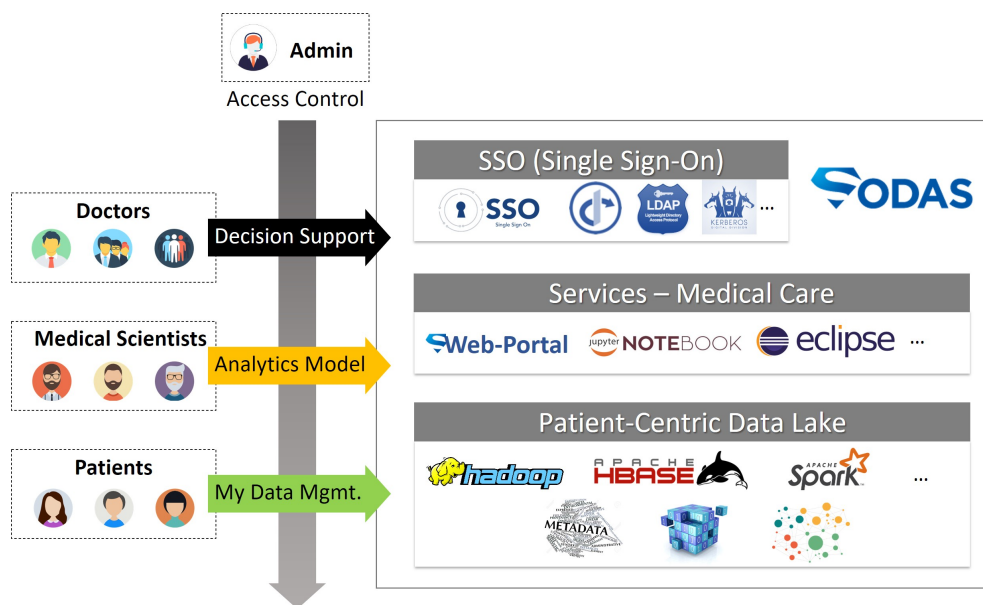 Admin
Access Control
Doctors
Decision Support
Medical Scientists
Analytics Model
Patients
My Data Mgmt.
SSO (Single Sign-On)
SSO
Single Sign On
LDAP
Lightweight Directory
Access Protocol
KERBEROS
DIGITAL DIVISION
...
SODAS
Services – Medical Care
Web-Portal
jupyter NOTEBOOK
eclipse
...
Patient-Centric Data Lake
hadoop
APACHE
HBASE
APACHE
Spark
...
METADATA